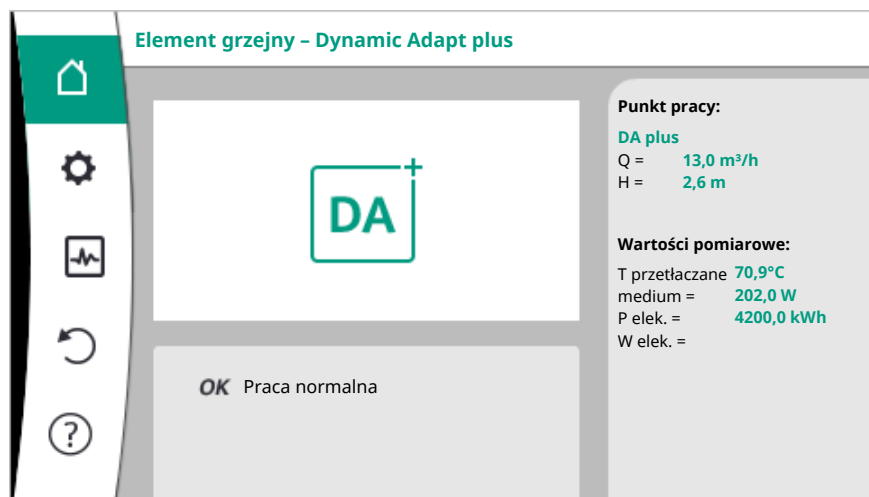 Element grzejny – Dynamic Adapt plus
DA+
OK Praca normalna
Punkt pracy:
DA plus
Q = 13,0 m³/h
H = 2,6 m
Wartości pomiarowe:
T przetłaczane 70,9°C
medium = 202,0 W
P elek. = 4200,0 kWh
W elek. =
?